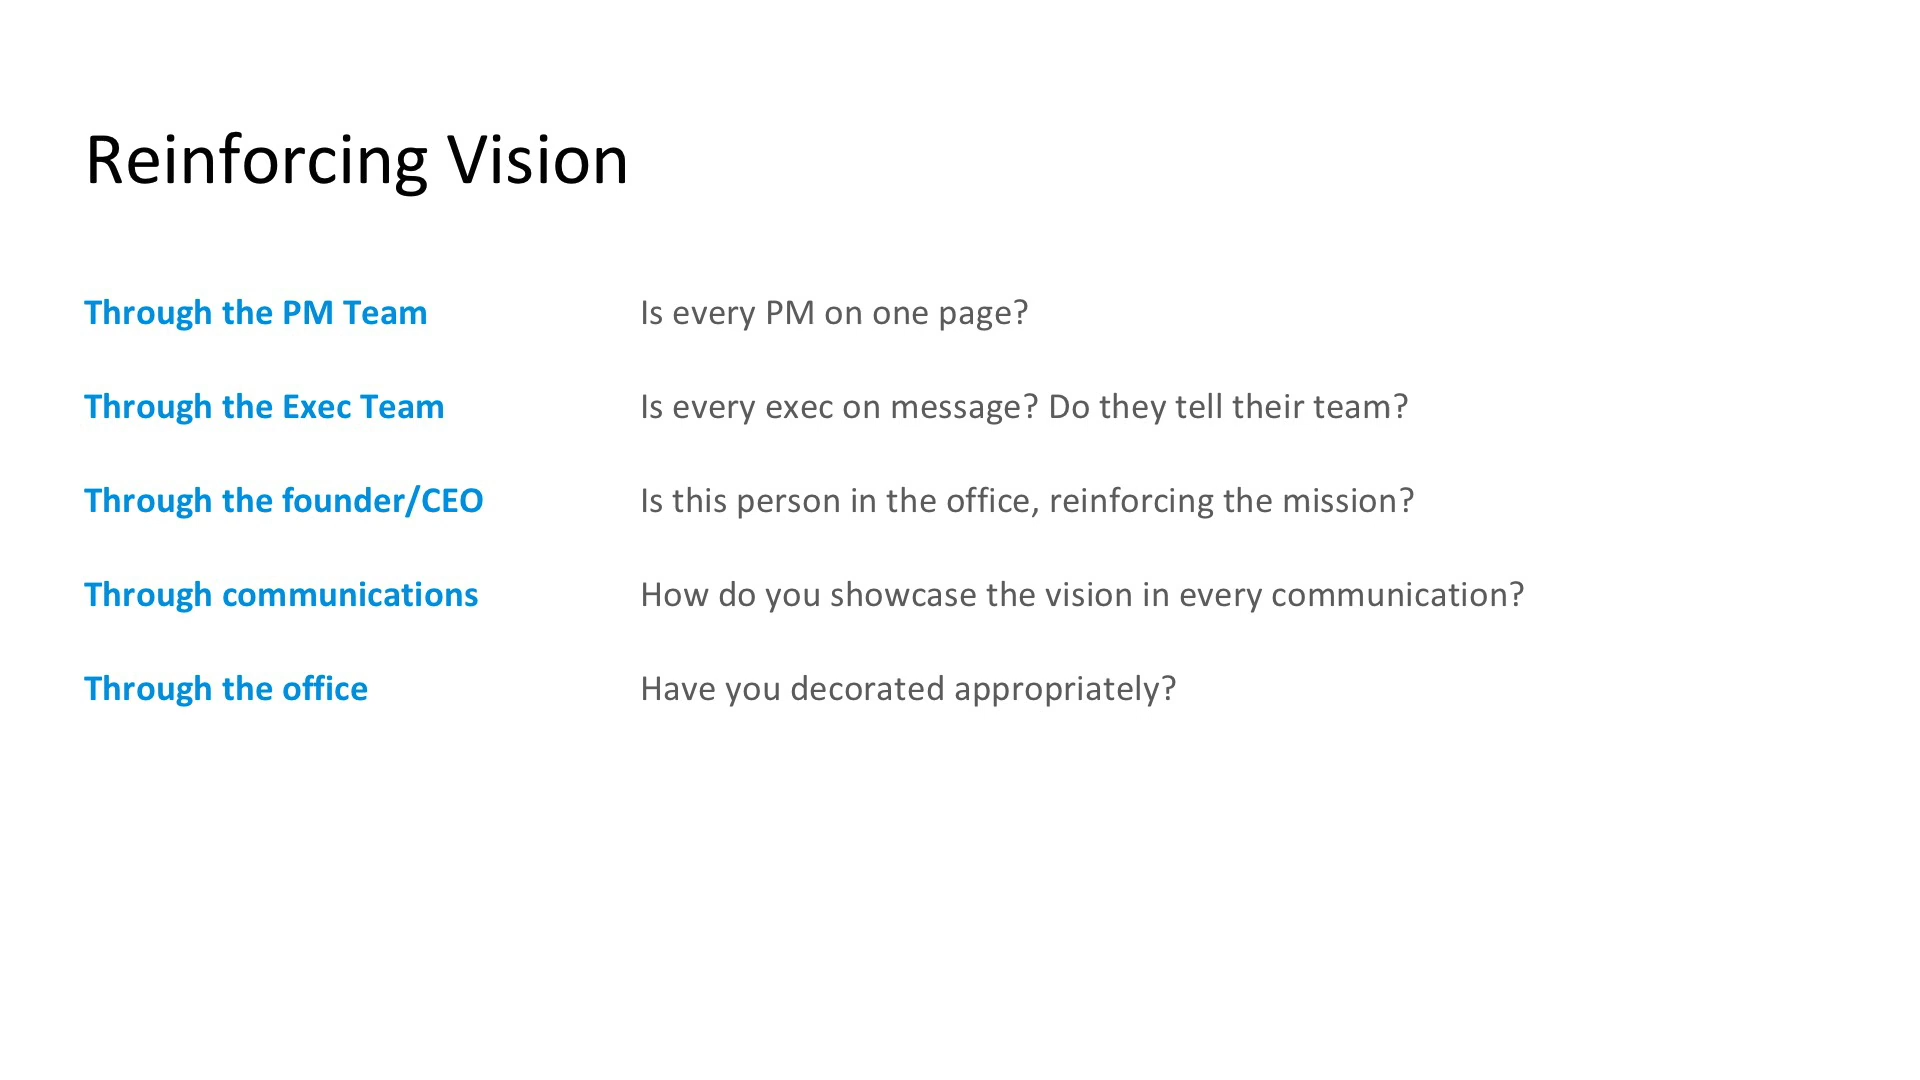 Reinforcing Vision
Through the PM Team Is every PM on one page?
Through the Exec Team Is every exec on message? Do they tell their team?
Through the founder/CEO Is this person in the office, reinforcing the mission?
Through communications How do you showcase the vision in every communication?
Through the office Have you decorated appropriately?